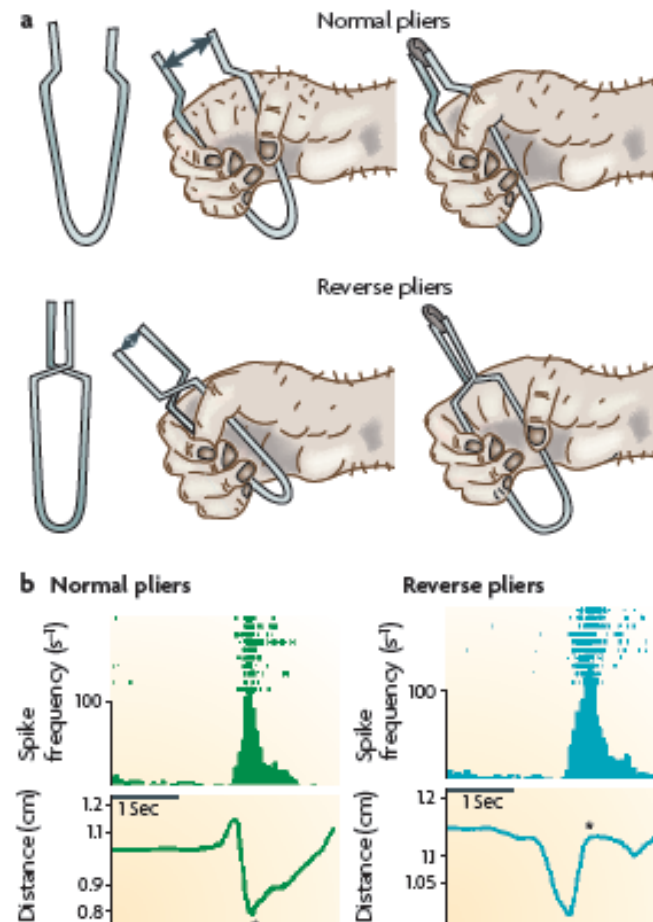 a
Normal pliers
Reverse pliers
b Normal pliers
Reverse pliers
Spike
frequency (s⁻¹)
100
Spike
frequency (s⁻¹)
100
Distance (cm)
1.2
1.1
0.9
0.8
1 Sec
*
Distance (cm)
1.2
1.1
1.05
1 Sec
*